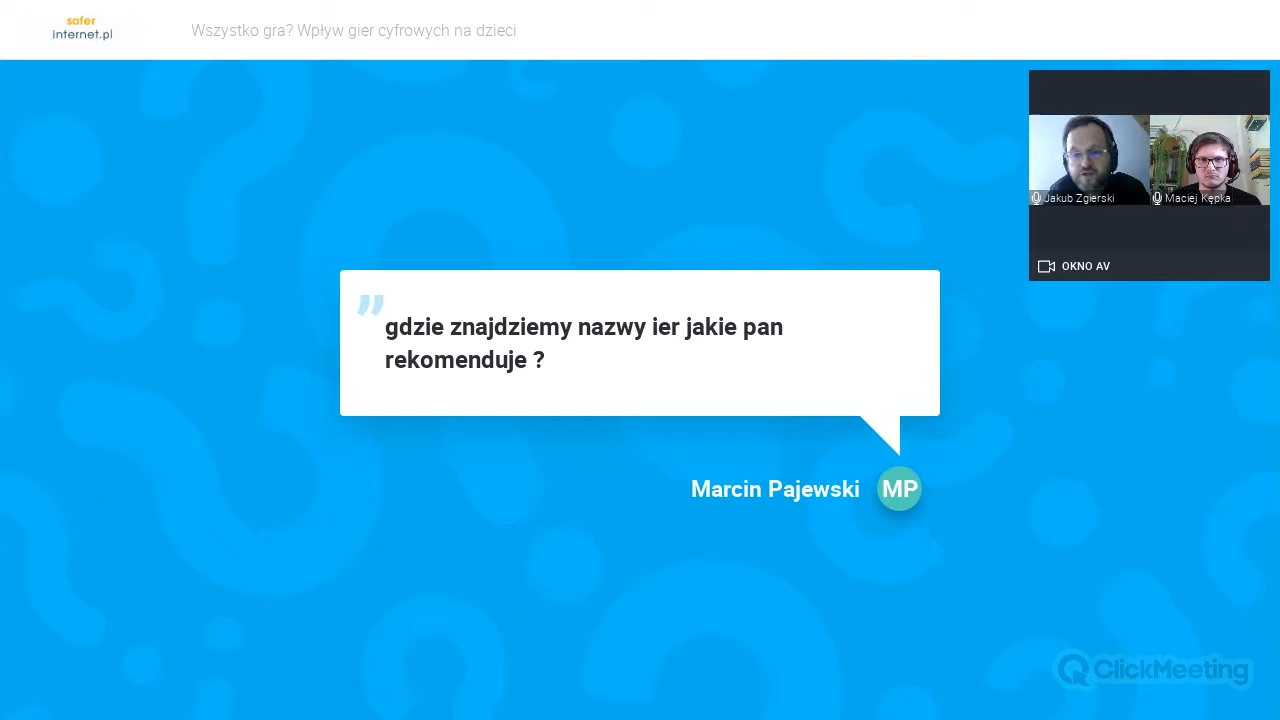 safer
internet.pl
Wszystko gra? Wpływ gier cyfrowych na dzieci
Jakub Zgierski
Maciej Kępka
OKNO AV
"
gdzie znajdziemy nazwy ier jakie pan
rekomenduje ?
Marcin Pajewski MP
ClickMeeting